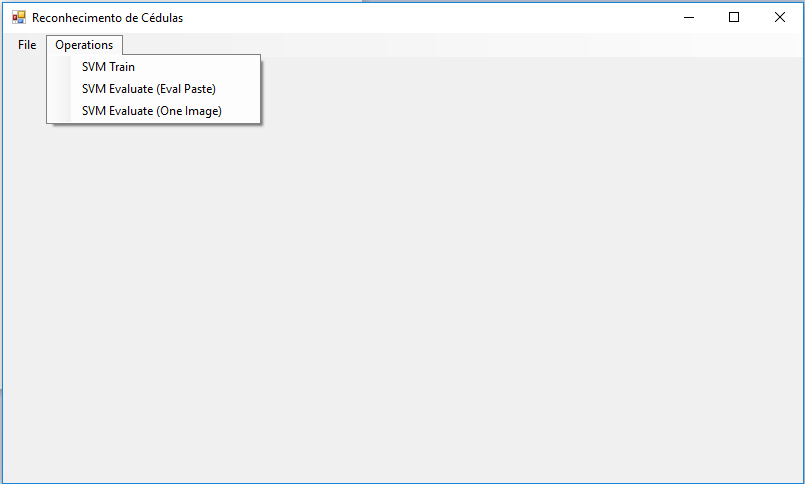 Reconhecimento de Cédulas
File Operations
SVM Train
SVM Evaluate (Eval Paste)
SVM Evaluate (One Image)